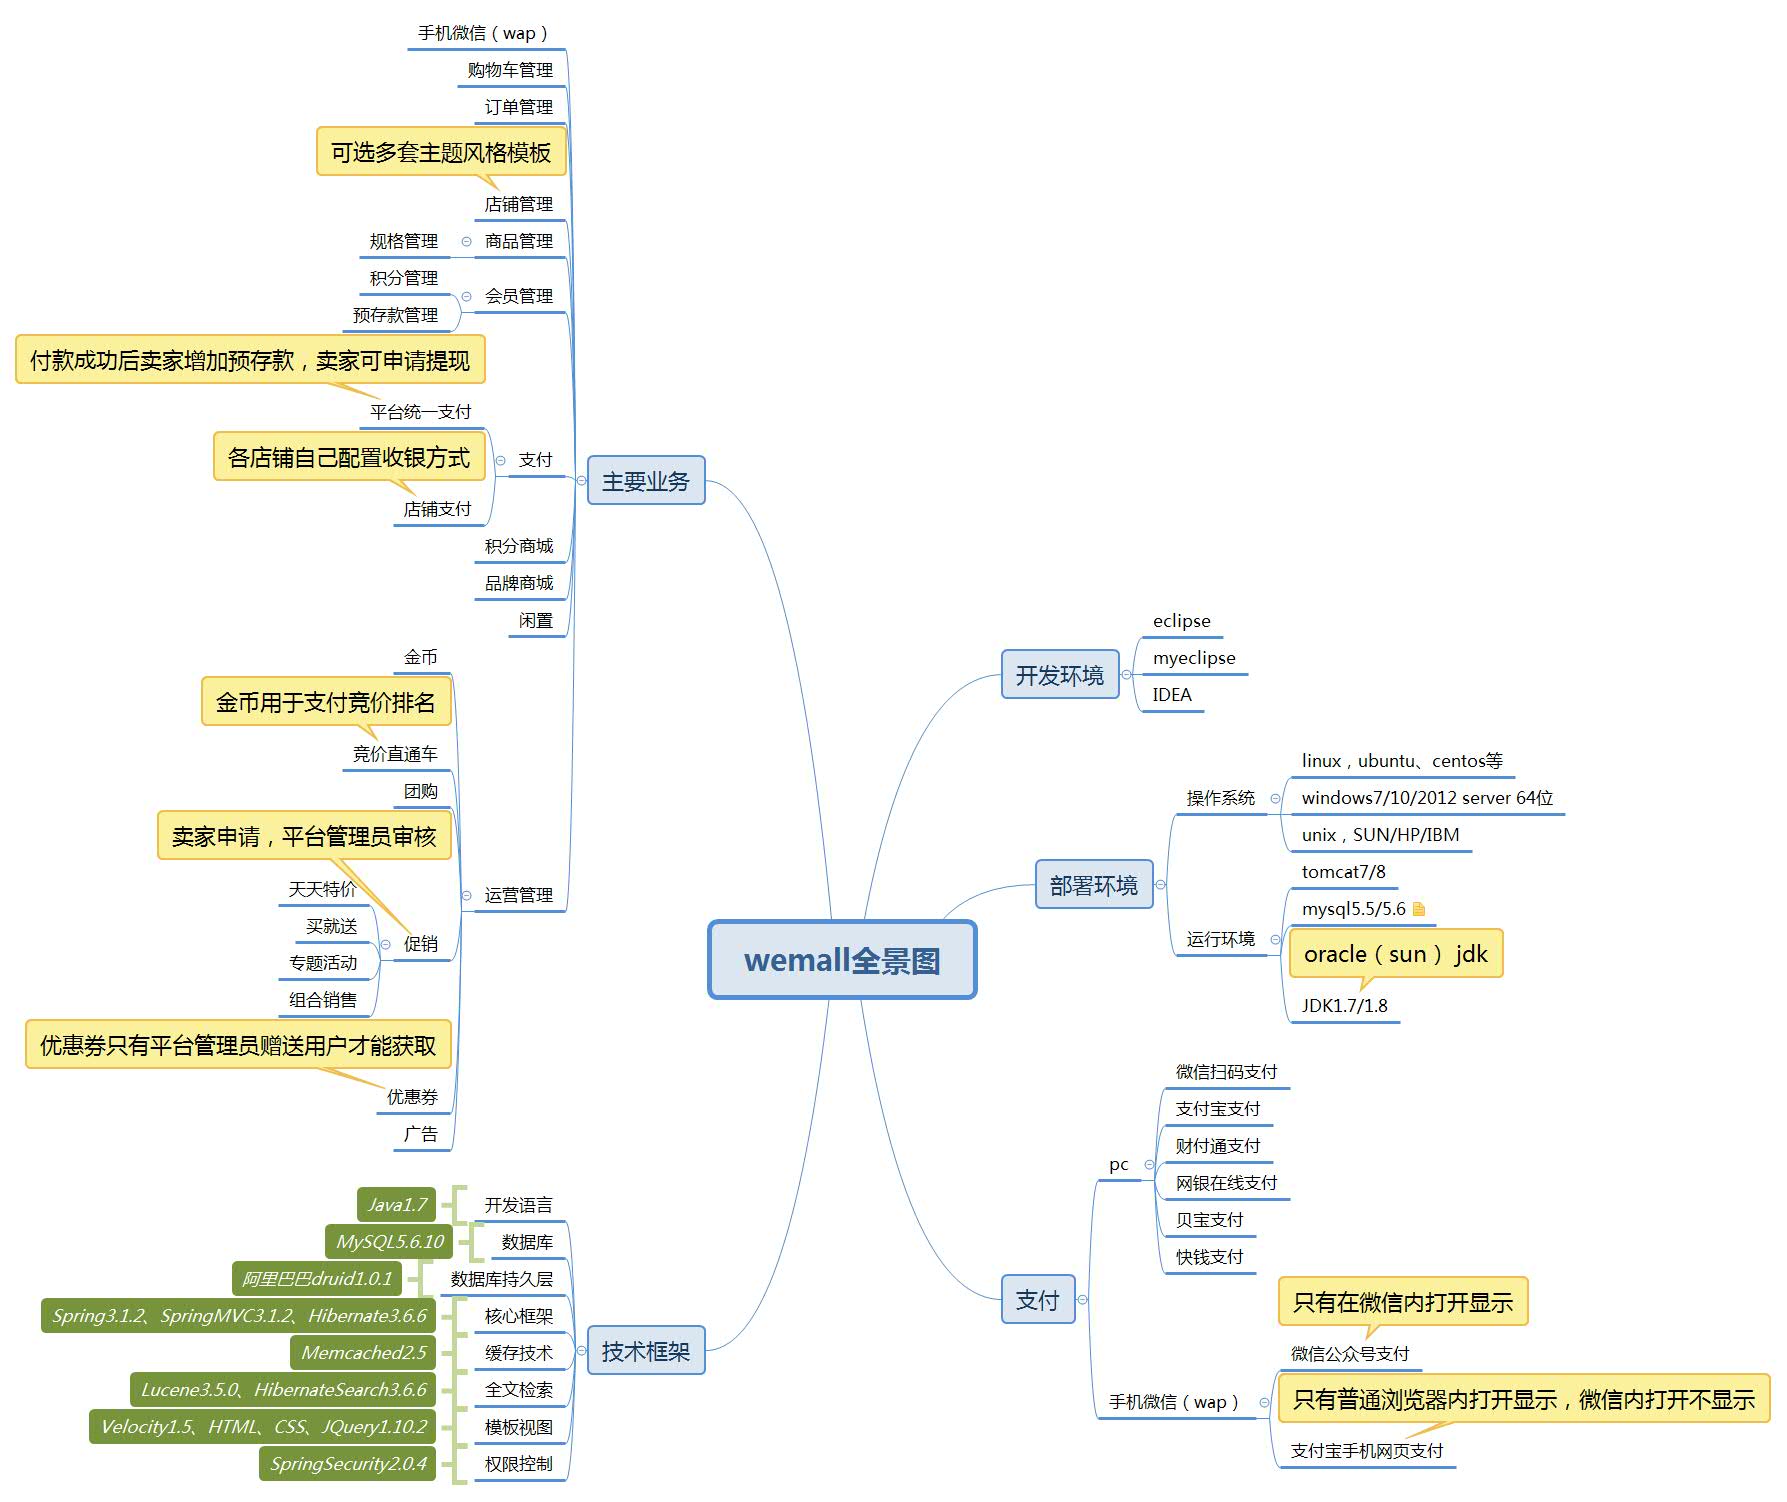 wemall全景图
主要业务
手机微信（wap）
购物车管理
订单管理
可选多套主题风格模板
店铺管理
商品管理
规格管理
会员管理
积分管理
预存款管理
支付
付款成功后卖家增加预存款，卖家可申请提现
平台统一支付
各店铺自己配置收银方式
店铺支付
积分商城
品牌商城
闲置
运营管理
金币
金币用于支付竞价排名
竞价直通车
团购
卖家申请，平台管理员审核
促销
天天特价
买就送
专题活动
组合销售
优惠券只有平台管理员赠送用户才能获取
优惠券
广告
技术框架
开发语言
Java1.7
数据库
MySQL5.6.10
数据库持久层
阿里巴巴druid1.0.1
核心框架
Spring3.1.2、SpringMVC3.1.2、Hibernate3.6.6
缓存技术
Memcached2.5
全文检索
Lucene3.5.0、HibernateSearch3.6.6
模板视图
Velocity1.5、HTML、CSS、JQuery1.10.2
权限控制
SpringSecurity2.0.4
开发环境
eclipse
myeclipse
IDEA
部署环境
操作系统
linux，ubuntu、centos等
windows7/10/2012 server 64位
unix，SUN/HP/IBM
运行环境
tomcat7/8
mysql5.5/5.6
oracle（sun） jdk
JDK1.7/1.8
支付
pc
微信扫码支付
支付宝支付
财付通支付
网银在线支付
贝宝支付
快钱支付
手机微信（wap）
只有在微信内打开显示
微信公众号支付
只有普通浏览器内打开显示，微信内打开不显示
支付宝手机网页支付